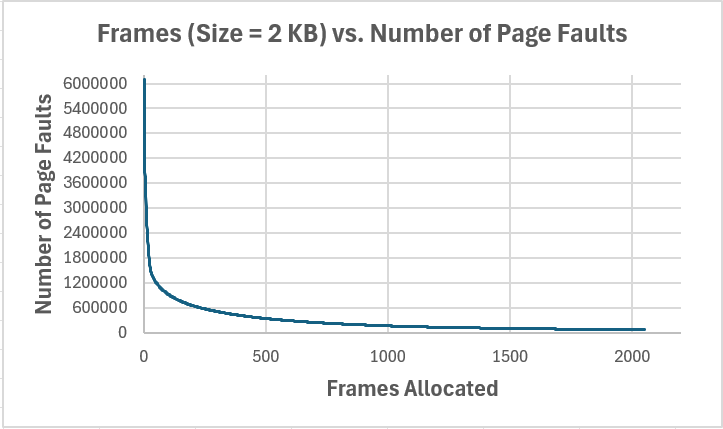 Frames (Size = 2 KB) vs. Number of Page Faults
Number of Page Faults
6000000
5400000
4800000
4200000
3600000
3000000
2400000
1800000
1200000
600000
0
0 500 1000 1500 2000
Frames Allocated